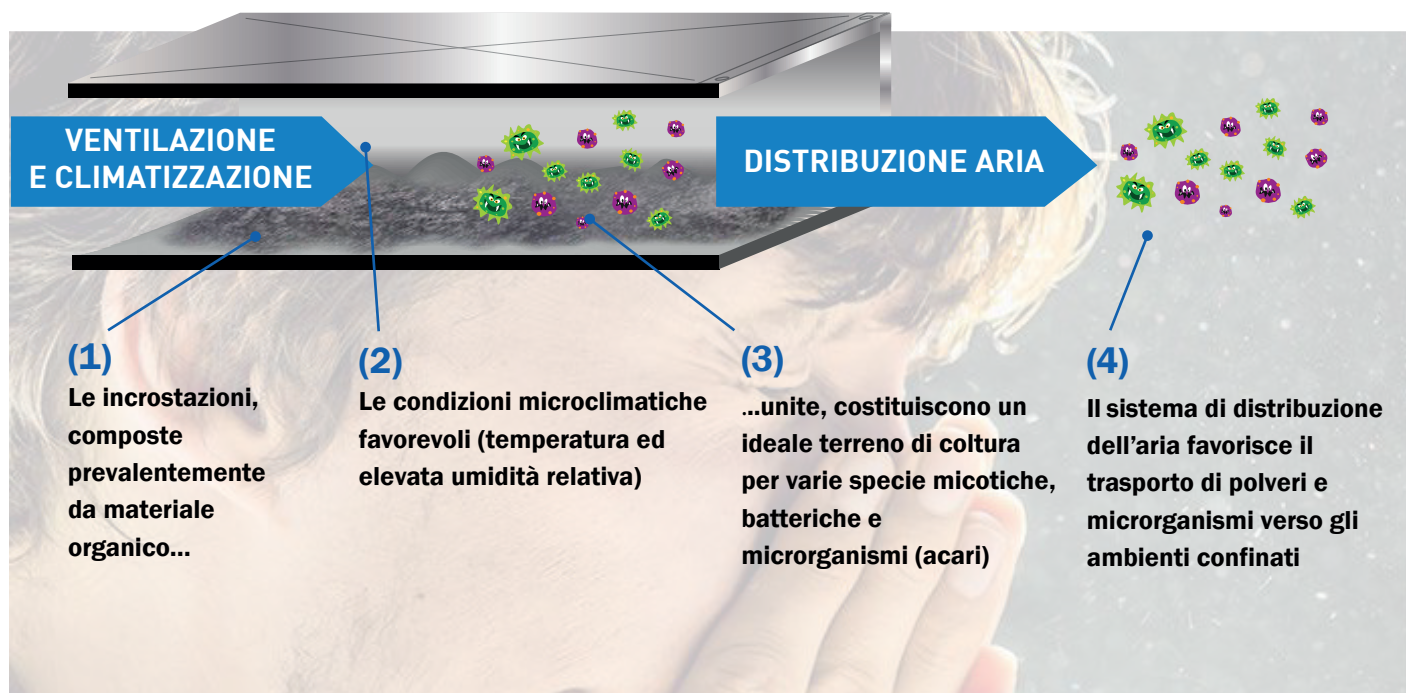 VENTILAZIONE
E CLIMATIZZAZIONE
DISTRIBUZIONE ARIA
(1)
Le incrostazioni,
composte
prevalentemente
da materiale
organico...
(2)
Le condizioni microclimatiche
favorevoli (temperatura ed
elevata umidità relativa)
(3)
...unite, costituiscono un
ideale terreno di coltura
per varie specie micotiche,
batteriche e
microrganismi (acari)
(4)
Il sistema di distribuzione
dell’aria favorisce il
trasporto di polveri e
microrganismi verso gli
ambienti confinati